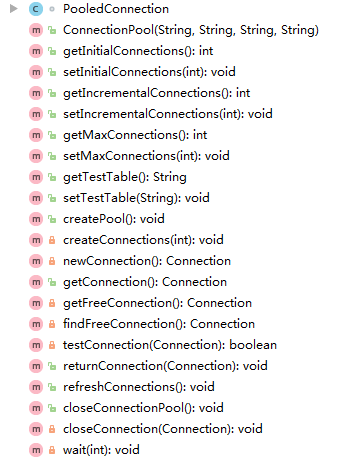 C PooledConnection
m ConnectionPool(String, String, String, String)
m getInitialConnections(): int
m setInitialConnections(int): void
m getIncrementalConnections(): int
m setIncrementalConnections(int): void
m getMaxConnections(): int
m setMaxConnections(int): void
m getTestTable(): String
m setTestTable(String): void
m createPool(): void
m createConnections(int): void
m newConnection(): Connection
m getConnection(): Connection
m getFreeConnection(): Connection
m findFreeConnection(): Connection
m testConnection(Connection): boolean
m returnConnection(Connection): void
m refreshConnections(): void
m closeConnectionPool(): void
m closeConnection(Connection): void
m wait(int): void